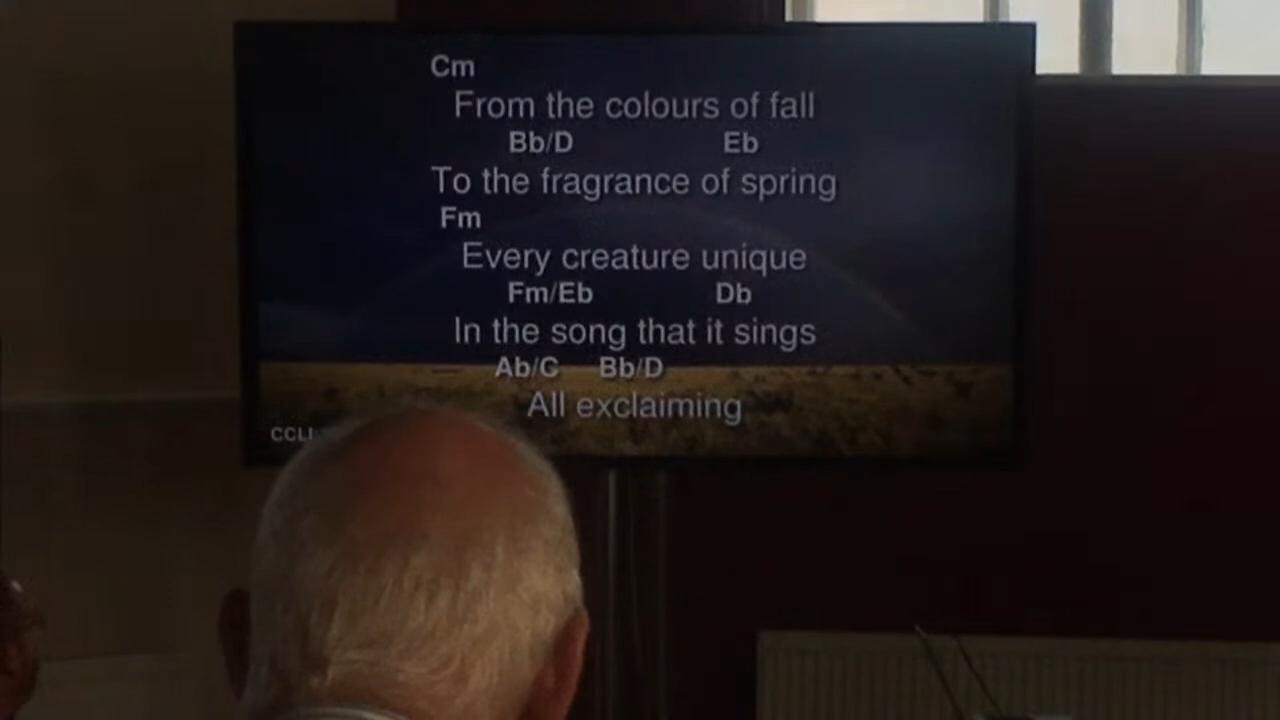 Cm
From the colours of fall
Bb/D Eb
To the fragrance of spring
Fm
Every creature unique
Fm/Eb Db
In the song that it sings
Ab/C Bb/D
All exclaiming
CCLI